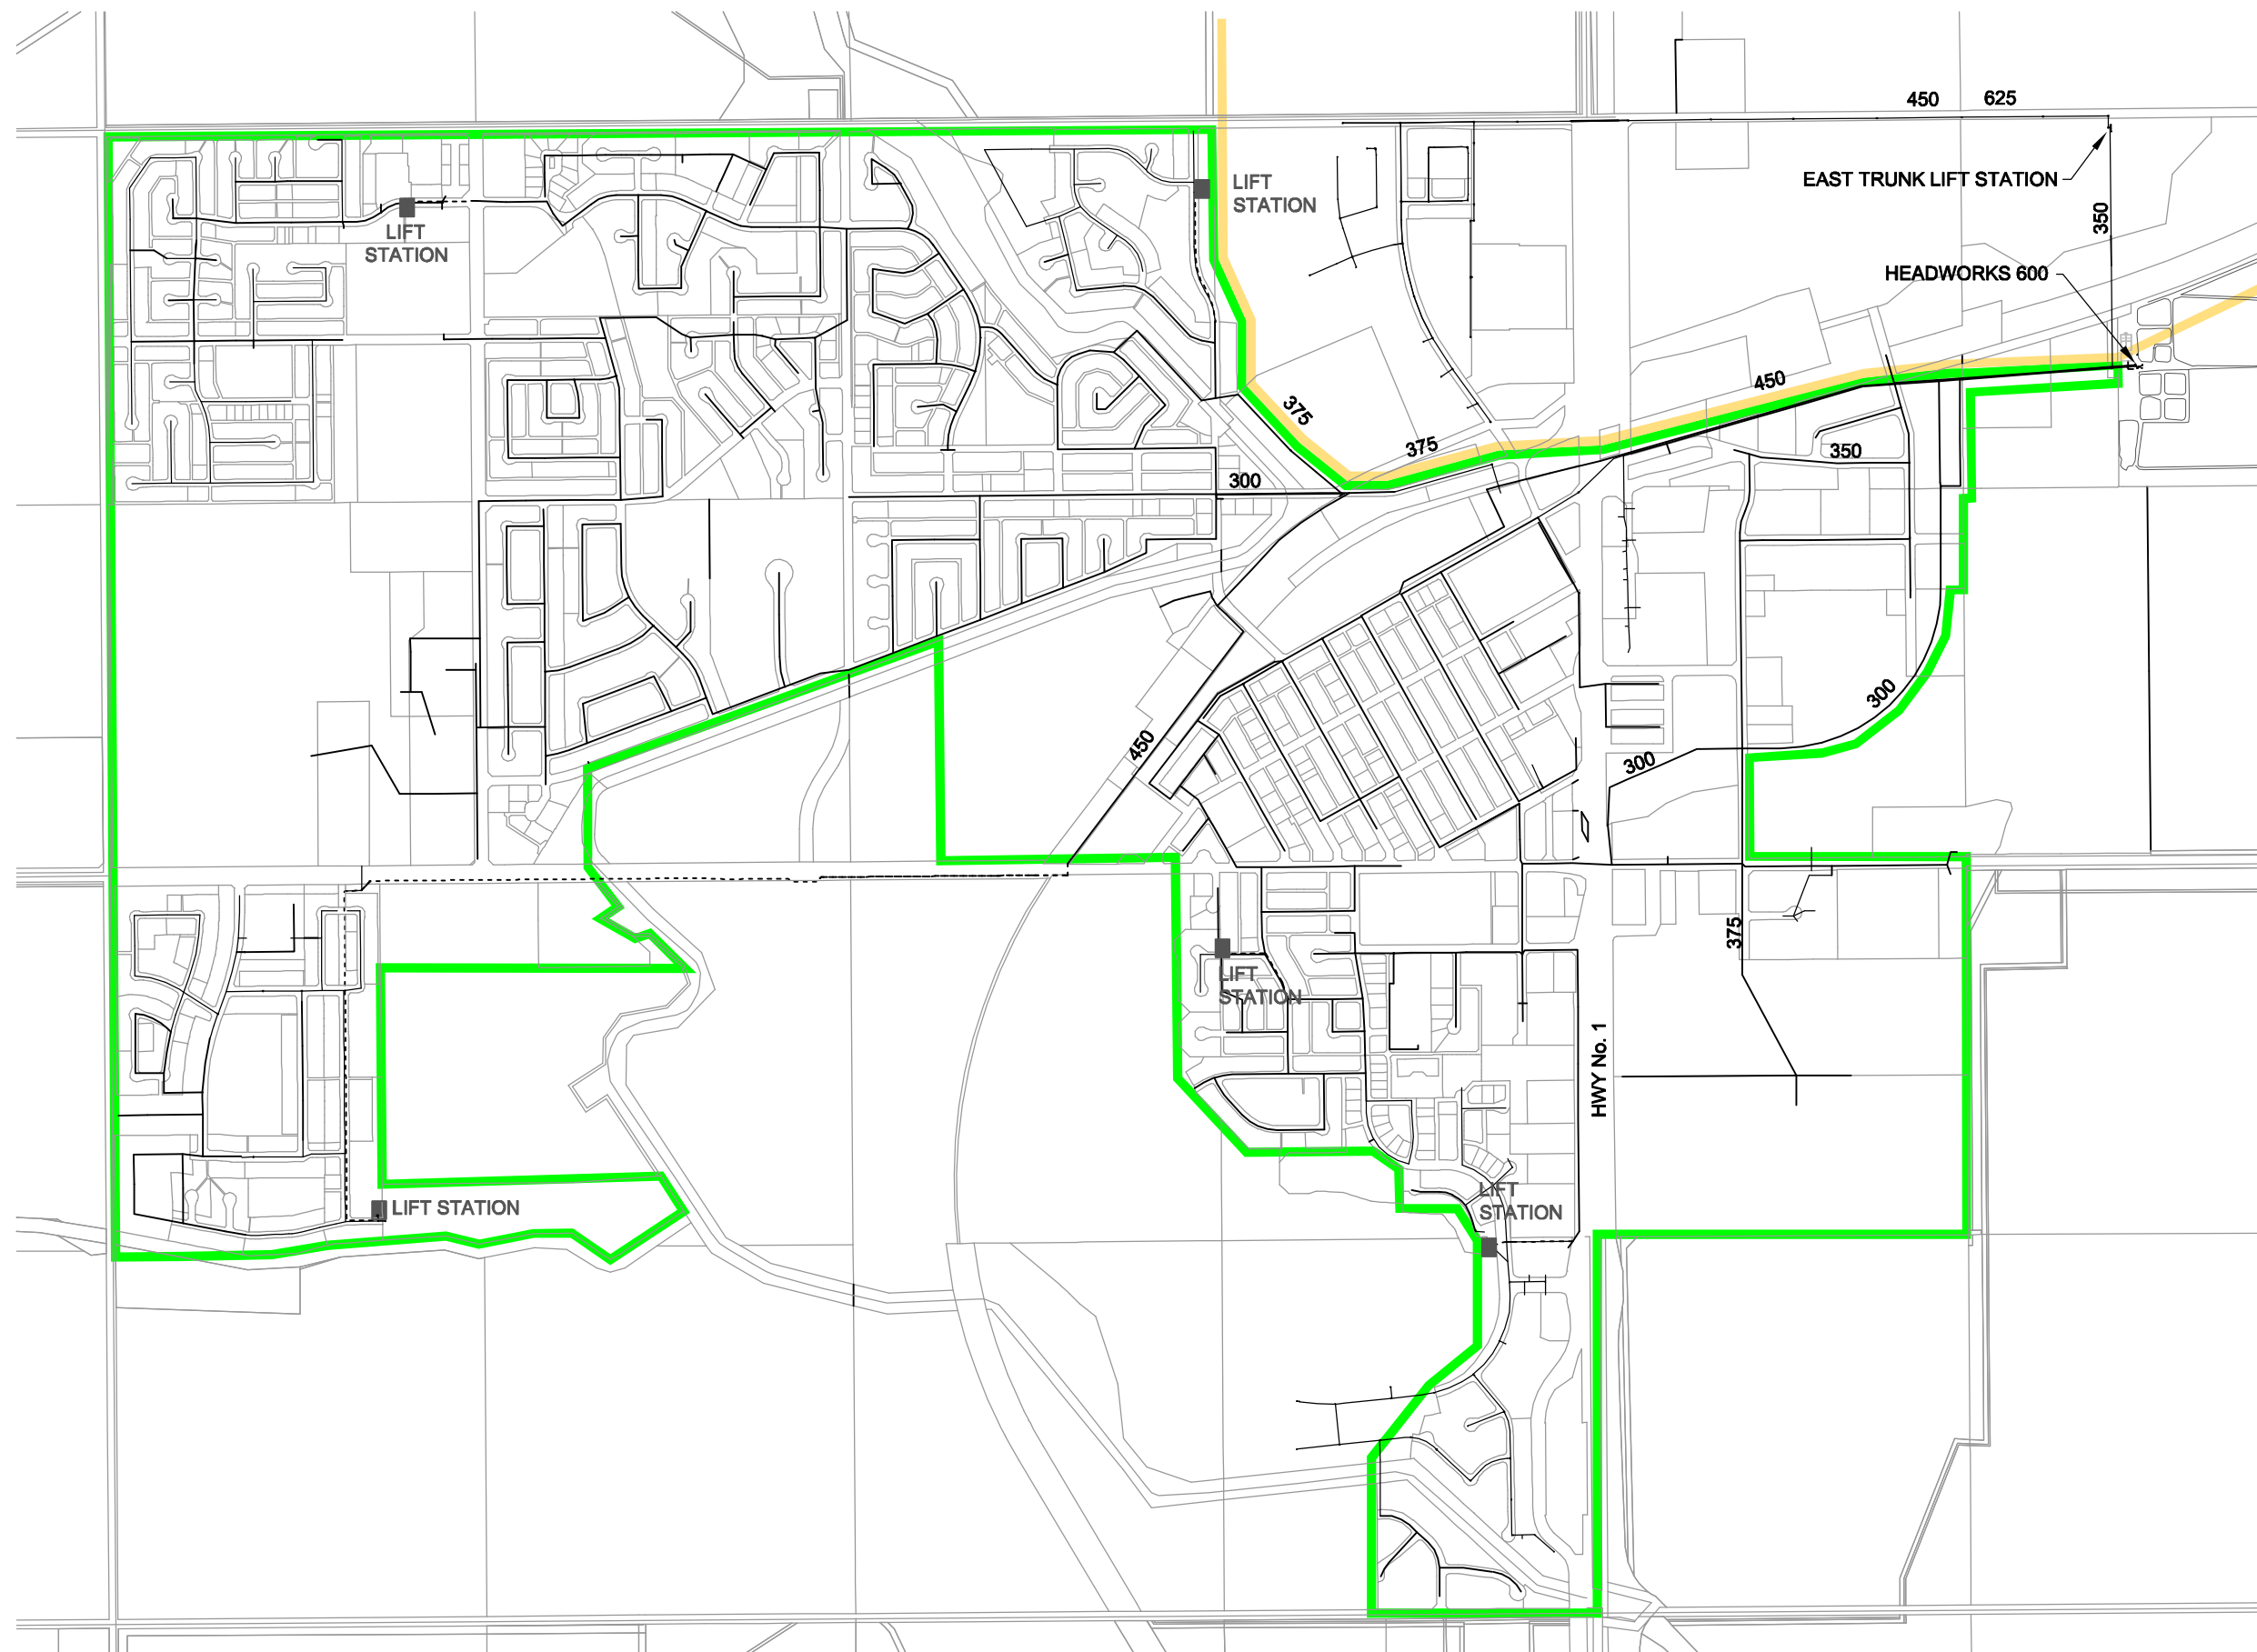 450
625
EAST TRUNK LIFT STATION
LIFT
STATION
350
LIFT
STATION
HEADWORKS 600
450
375
375
350
300
300
450
300
375
LIFT
STATION
HWY No. 1
LIFT
STATION
LIFT STATION